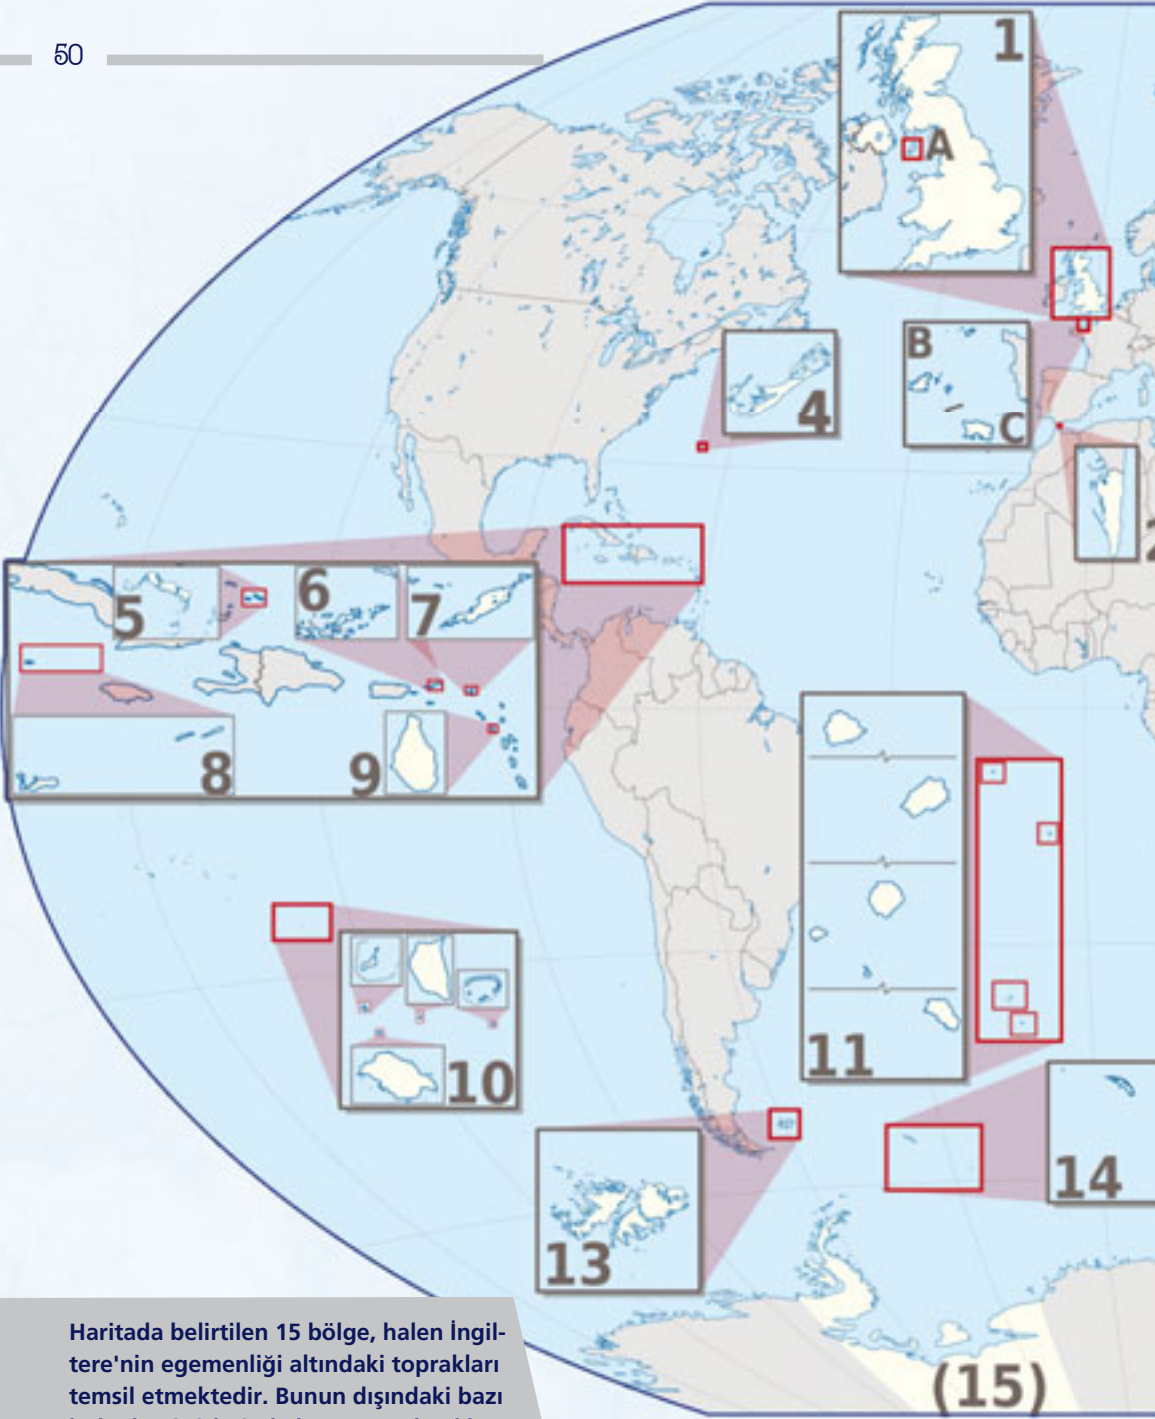 50
1
A
B
4
C
2
5
6
7
8
9
11
10
14
13
(15)
Haritada belirtilen 15 bölge, halen İngil-
tere'nin egemenliği altındaki toprakları
temsil etmektedir. Bunun dışındaki bazı